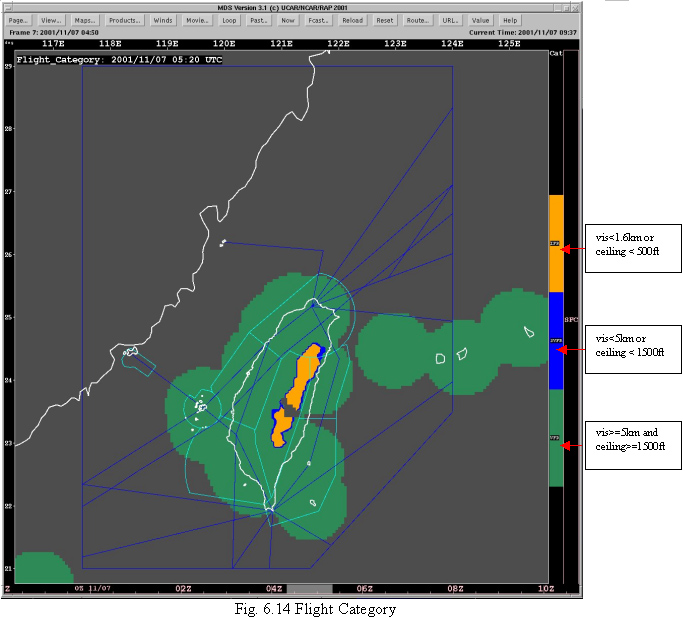 MDS Version 3.1 (c) UCAR/NCAR/RAP 2001
Page... View... Maps... Products... Winds Movie... Loop Past... Now Fcast... Reload Reset Route... URL... Value Help
Frame 7: 2001/11/07 04:50 Current Time: 2001/11/07 09:37
117E 118E 119E 120E 121E 122E 123E 124E 125E Cat
Flight_Category: 2001/11/07 05:20 UTC
29
28
27
26
25
24
23
22
21
SFC
vis<1.6km or
ceiling < 500ft
vis<5km or
ceiling < 1500ft
vis>=5km and
ceiling>=1500ft
Z 05 11/07 02Z 04Z 06Z 08Z 10Z
Fig. 6.14 Flight Category